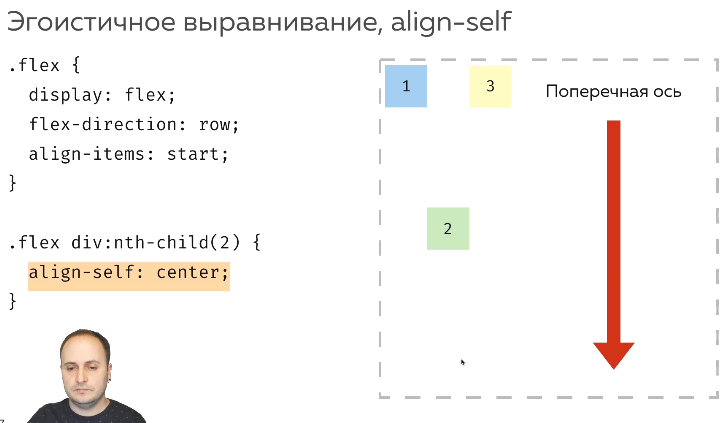 Эгоистичное выравнивание, align-self
.flex {
display: flex;
flex-direction: row;
align-items: start;
}
.flex div:nth-child(2) {
align-self: center;
}
1
3
Поперечная ось
2